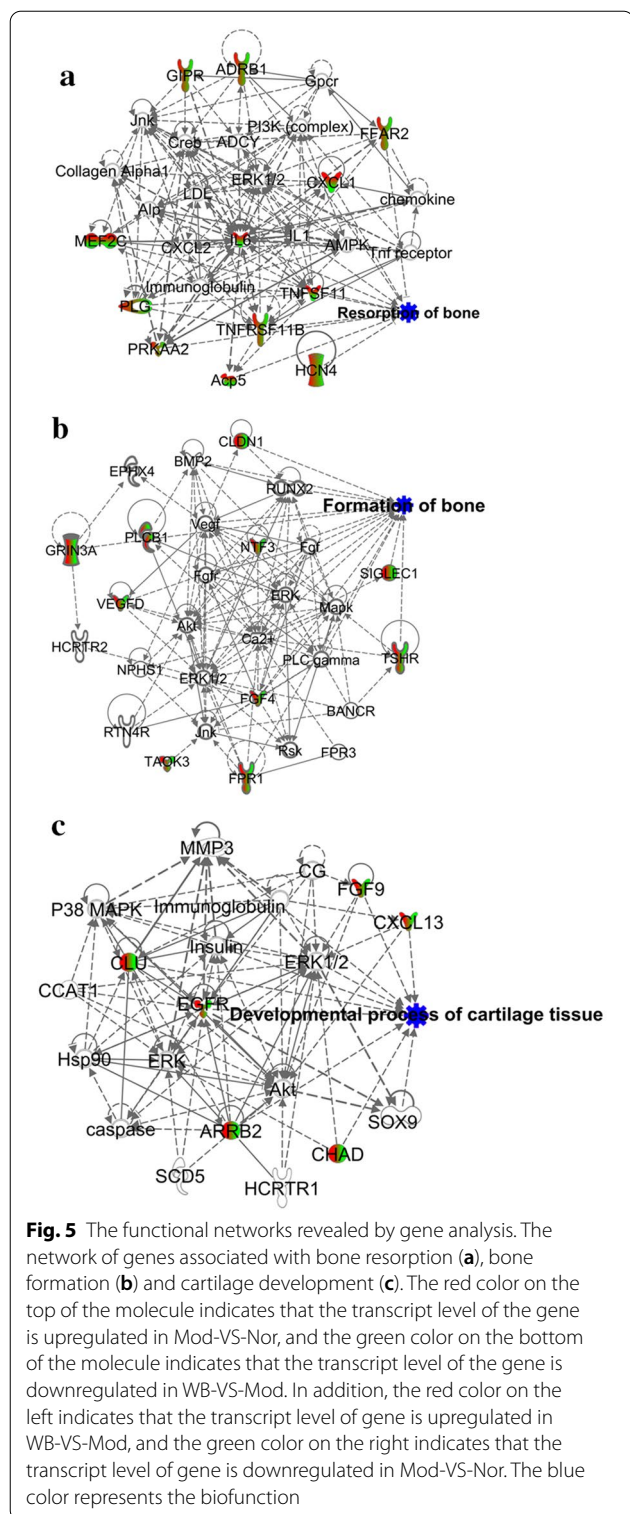 a
GIPR
ADRB1
Gpcr
Jnk
PI3K (complex)
FFAR2
Creb
ADCY
Collagen Alpha1
ERK1/2
CXCL1
LDL
chemokine
Alp
MEF2C
CXCL2
IL6
IL1
AMPK
Tnf receptor
Immunoglobulin
TNFSF11
PLG
Resorption of bone
TNFRSF11B
PRKAA2
HCN4
Acp5
b
CLDN1
BMP2
EPHX4
RUNX2
Formation of bone
Vegf
PLCB1
GRIN3A
NTF3
Fgf
SIGLEC1
Fgfr
VEGFD
ERK
Mapk
Akt
Ca2+
HCRTR2
TSHR
NPHS1
PLC gamma
ERK1/2
FGF4
BANCR
RTN4R
Jnk
Rsk
FPR3
TAOK3
FPR1
c
MMP3
CG
FGF9
P38 MAPK
Immunoglobulin
CXCL13
Insulin
CLU
ERK1/2
CCAT1
EGFR
Developmental process of cartilage tissue
Hsp90
ERK
Akt
SOX9
caspase
ARRB2
CHAD
SCD5
HCRTR1
Fig. 5 The functional networks revealed by gene analysis. The
network of genes associated with bone resorption (a), bone
formation (b) and cartilage development (c). The red color on the
top of the molecule indicates that the transcript level of the gene
is upregulated in Mod-VS-Nor, and the green color on the bottom
of the molecule indicates that the transcript level of the gene is
downregulated in WB-VS-Mod. In addition, the red color on the
left indicates that the transcript level of gene is upregulated in
WB-VS-Mod, and the green color on the right indicates that the
transcript level of gene is downregulated in Mod-VS-Nor. The blue
color represents the biofunction